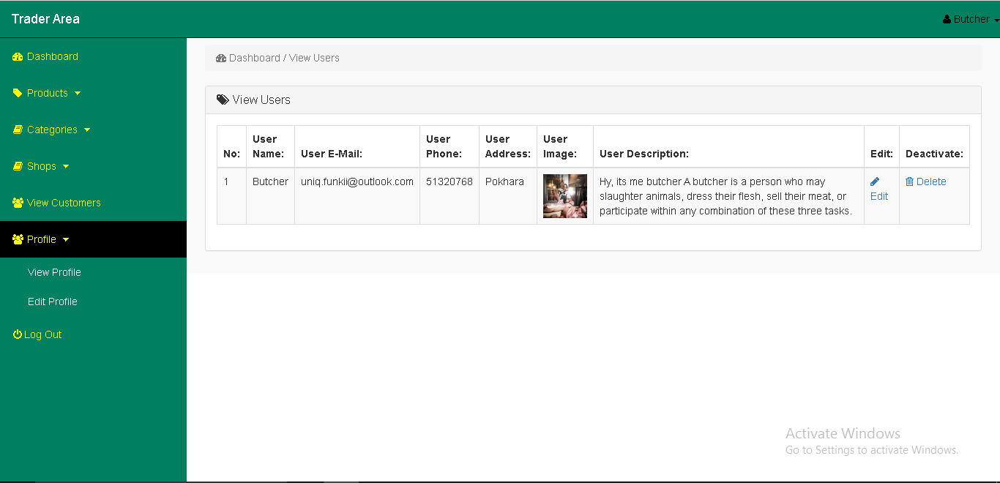 Trader Area
Butcher
Dashboard
Products
Categories
Shops
View Customers
Profile
View Profile
Edit Profile
Log Out
Dashboard / View Users
View Users
No:
User
Name:
User E-Mail:
User
Phone:
User
Address:
User
Image:
User Description:
Edit:
Deactivate:
1
Butcher
uniq.funkii@outlook.com
51320768
Pokhara
Hy, its me butcher A butcher is a person who may
slaughter animals, dress their flesh, sell their meat, or
participate within any combination of these three tasks.
Edit
Delete
Activate Windows
Go to Settings to activate Windows.